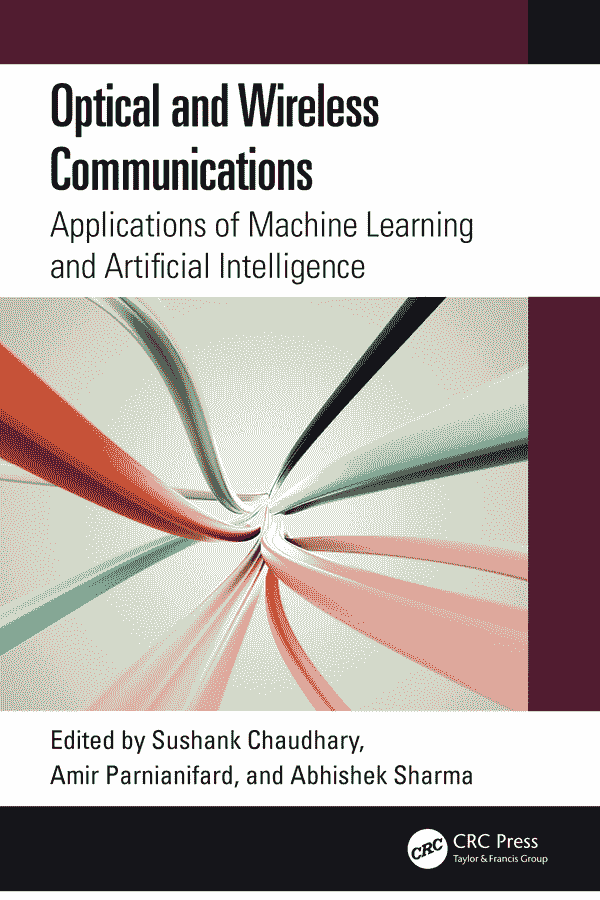 Optical and Wireless
Communications
Applications of Machine Learning
and Artificial Intelligence
Edited by Sushank Chaudhary,
Amir Parnianifard, and Abhishek Sharma
CRC
CRC Press
Taylor & Francis Group